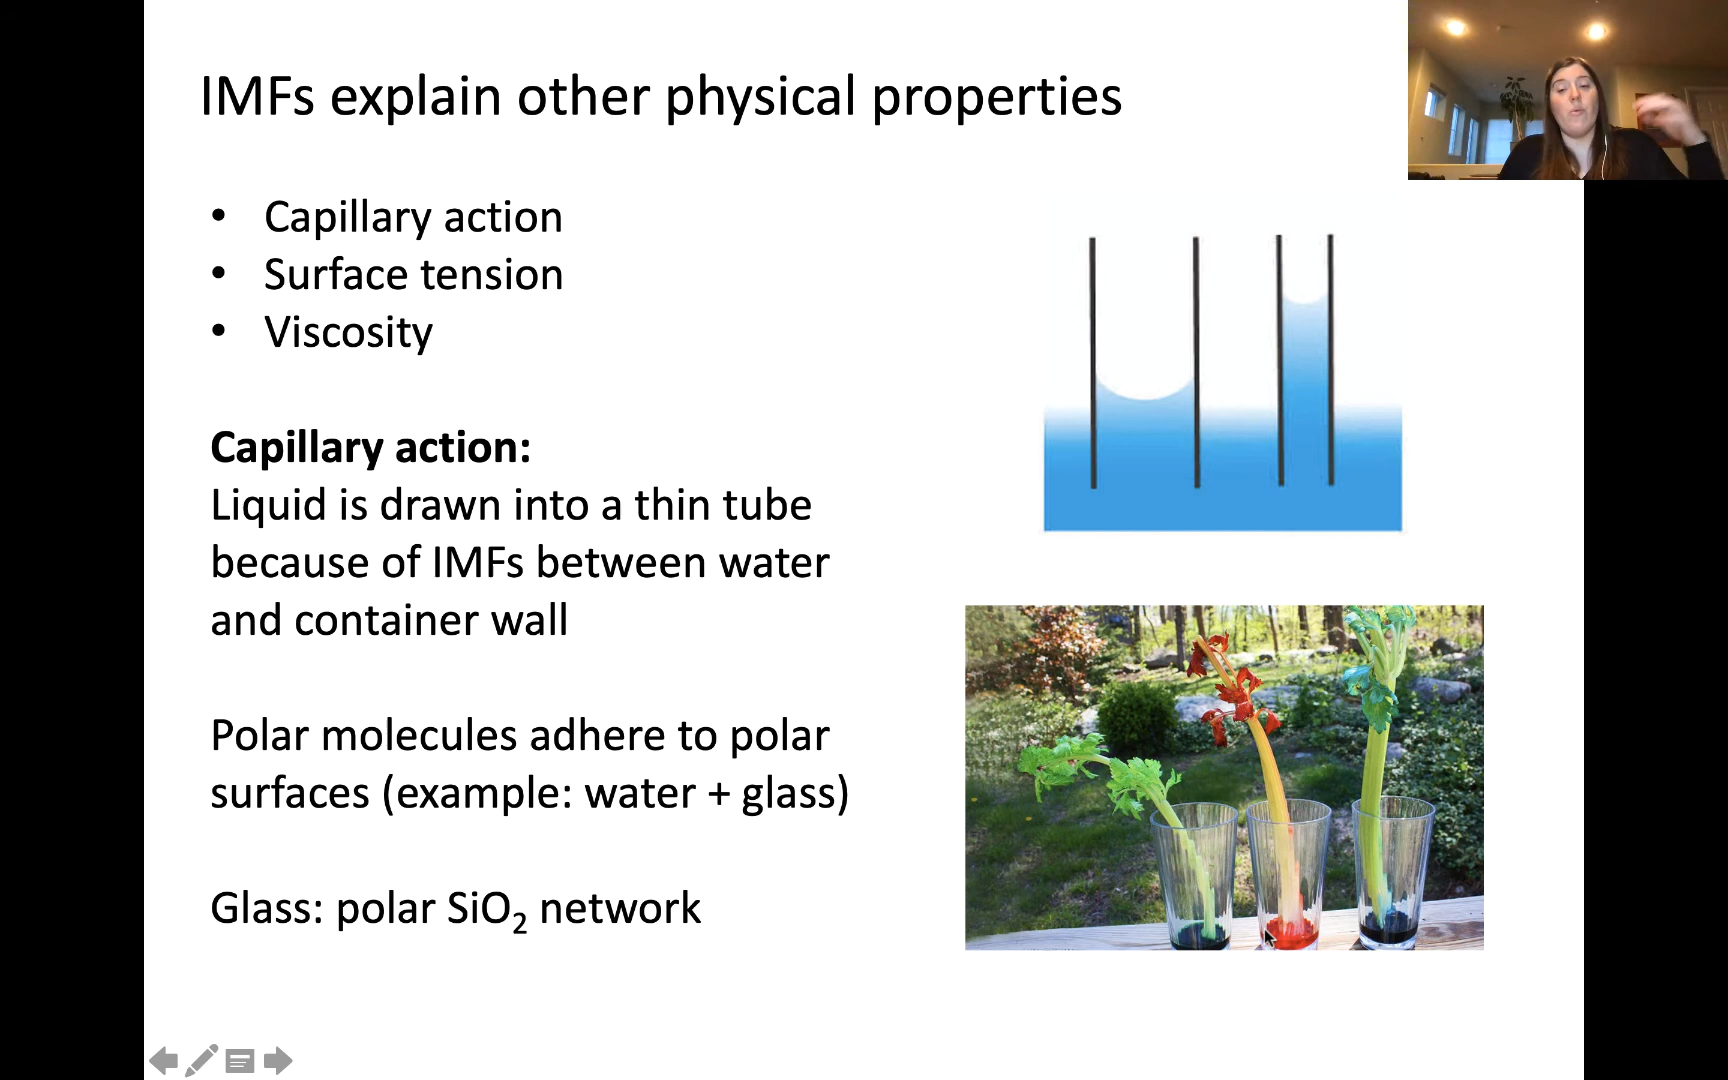 IMFs explain other physical properties
• Capillary action
• Surface tension
• Viscosity
Capillary action:
Liquid is drawn into a thin tube
because of IMFs between water
and container wall
Polar molecules adhere to polar
surfaces (example: water + glass)
Glass: polar SiO₂ network